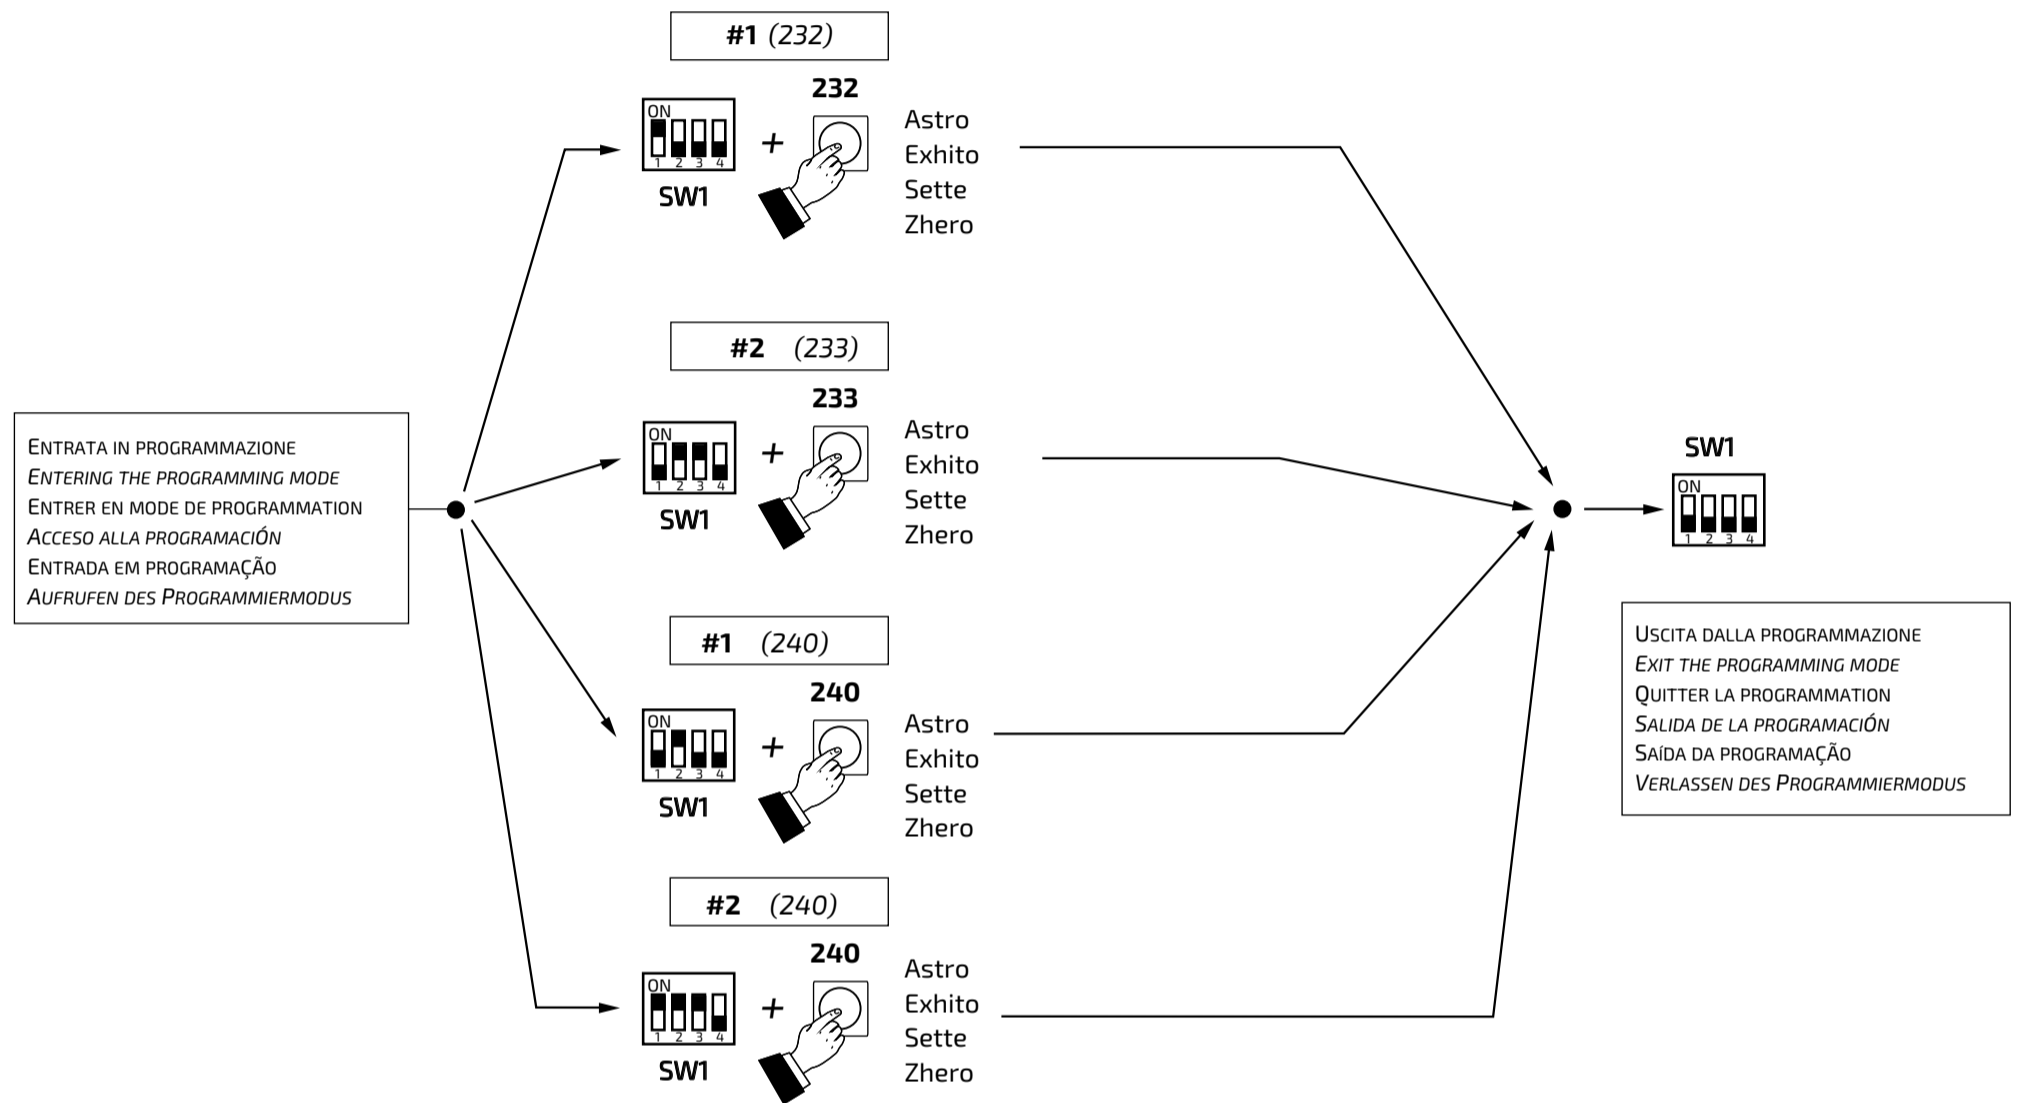 #1 (232)
232
ON
1 2 3 4
SW1
+
Astro
Exhito
Sette
Zhero
#2 (233)
233
ON
1 2 3 4
SW1
+
Astro
Exhito
Sette
Zhero
ENTRATA IN PROGRAMMAZIONE
ENTERING THE PROGRAMMING MODE
ENTRER EN MODE DE PROGRAMMATION
ACCESO ALLA PROGRAMACIÓN
ENTRADA EM PROGRAMAÇÃO
AUFRUFEN DES PROGRAMMIERMODUS
#1 (240)
240
ON
1 2 3 4
SW1
+
Astro
Exhito
Sette
Zhero
#2 (240)
240
ON
1 2 3 4
SW1
+
Astro
Exhito
Sette
Zhero
SW1
ON
1 2 3 4
USCITA DALLA PROGRAMMAZIONE
EXIT THE PROGRAMMING MODE
QUITTER LA PROGRAMMATION
SALIDA DE LA PROGRAMACIÓN
SAíDA DA PROGRAMAÇÃO
VERLASSEN DES PROGRAMMIERMODUS